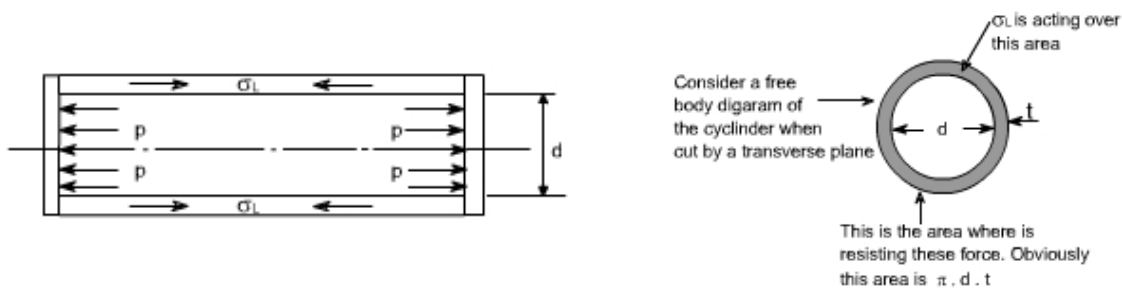 σL
p p
d
p p
σL
σL is acting over
this area
Consider a free
body digaram of
the cyclinder when
cut by a transverse plane
d
t
This is the area where is
resisting these force. Obviously
this area is π . d . t